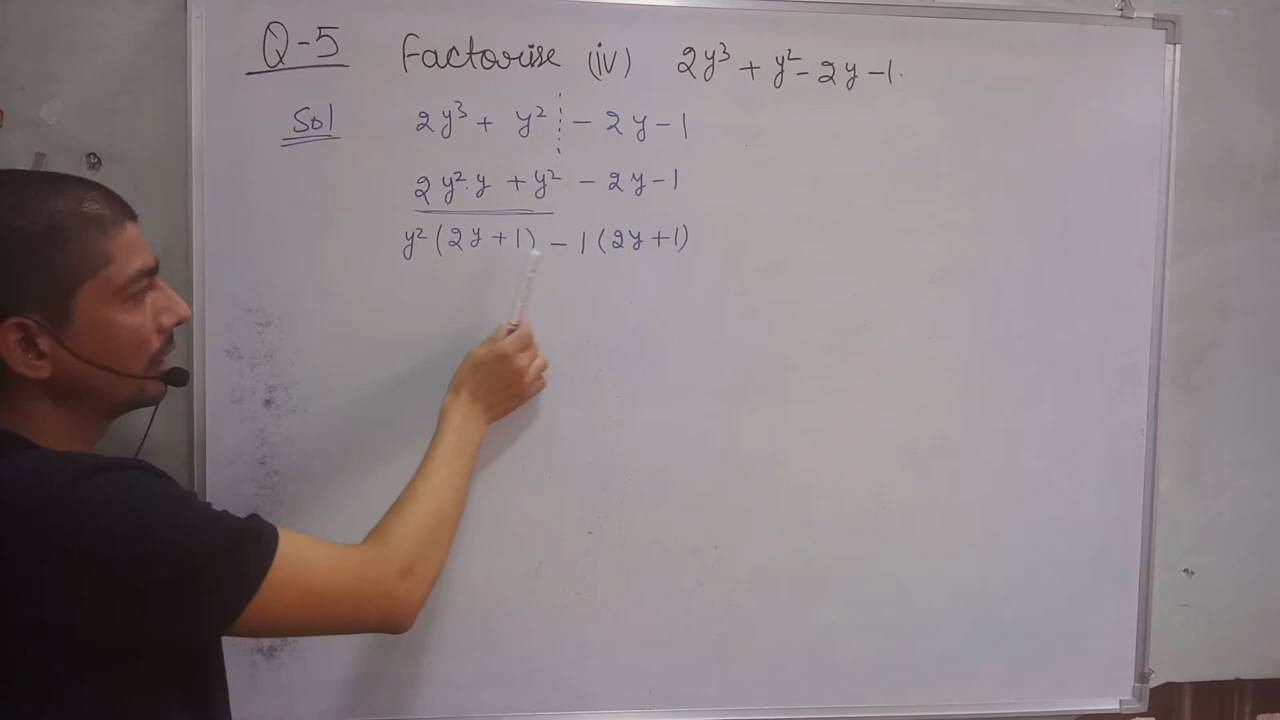 Q-5 Factorise (iv) 2y³ + y² - 2y - 1.
Sol 2y³ + y² - 2y - 1
2y².y + y² - 2y - 1
y² (2y + 1) - 1 (2y + 1)